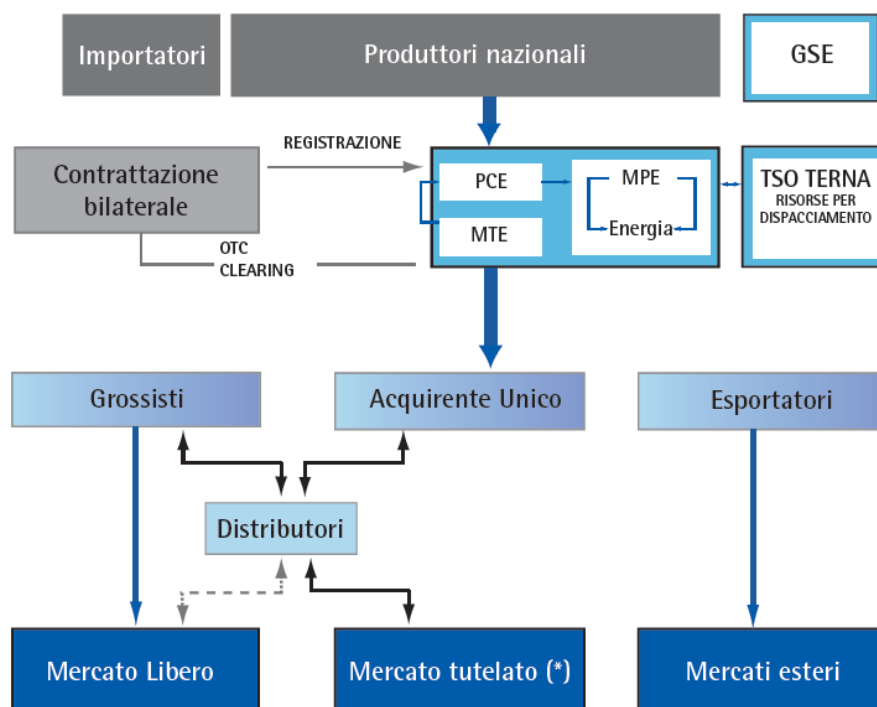 Importatori
Produttori nazionali
GSE
REGISTRAZIONE
Contrattazione
bilaterale
PCE
MPE
MTE
Energia
TSO TERNA
RISORSE PER
DISPACCIAMENTO
OTC
CLEARING
Grossisti
Acquirente Unico
Esportatori
Distributori
Mercato Libero
Mercato tutelato (*)
Mercati esteri